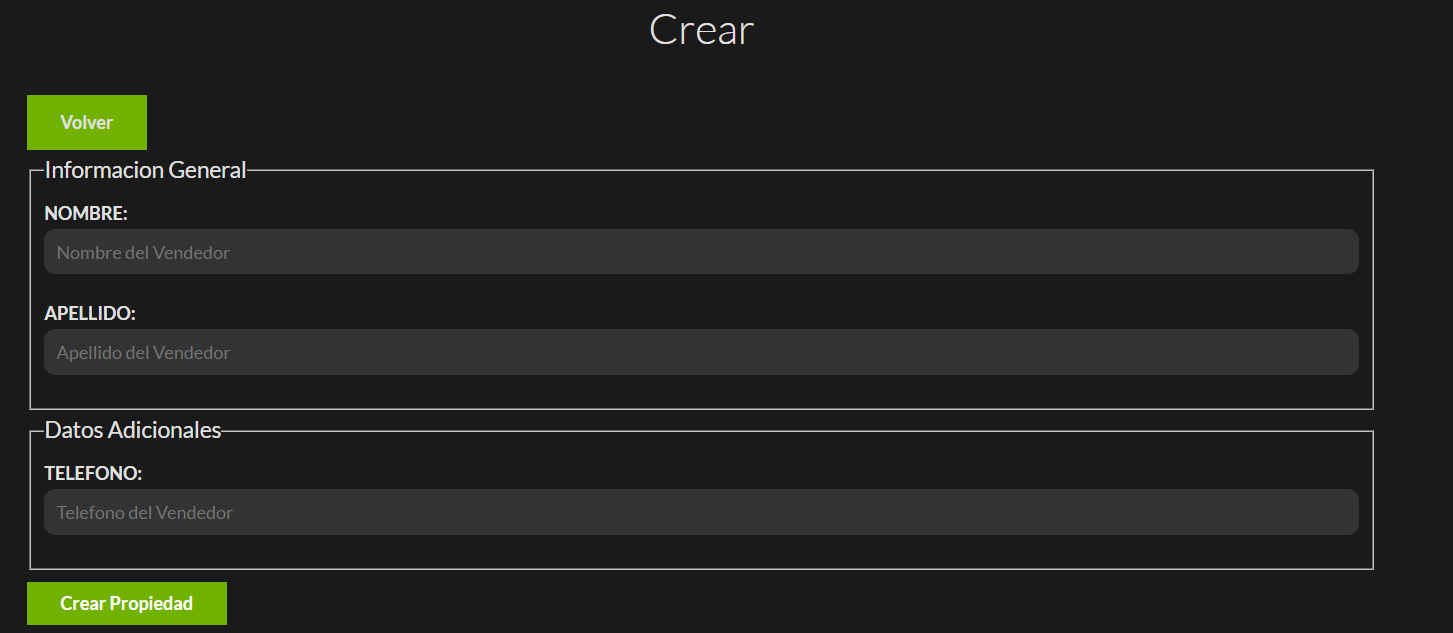 Crear
Volver
Informacion General
NOMBRE:
Nombre del Vendedor
APELLIDO:
Apellido del Vendedor
Datos Adicionales
TELEFONO:
Telefono del Vendedor
Crear Propiedad